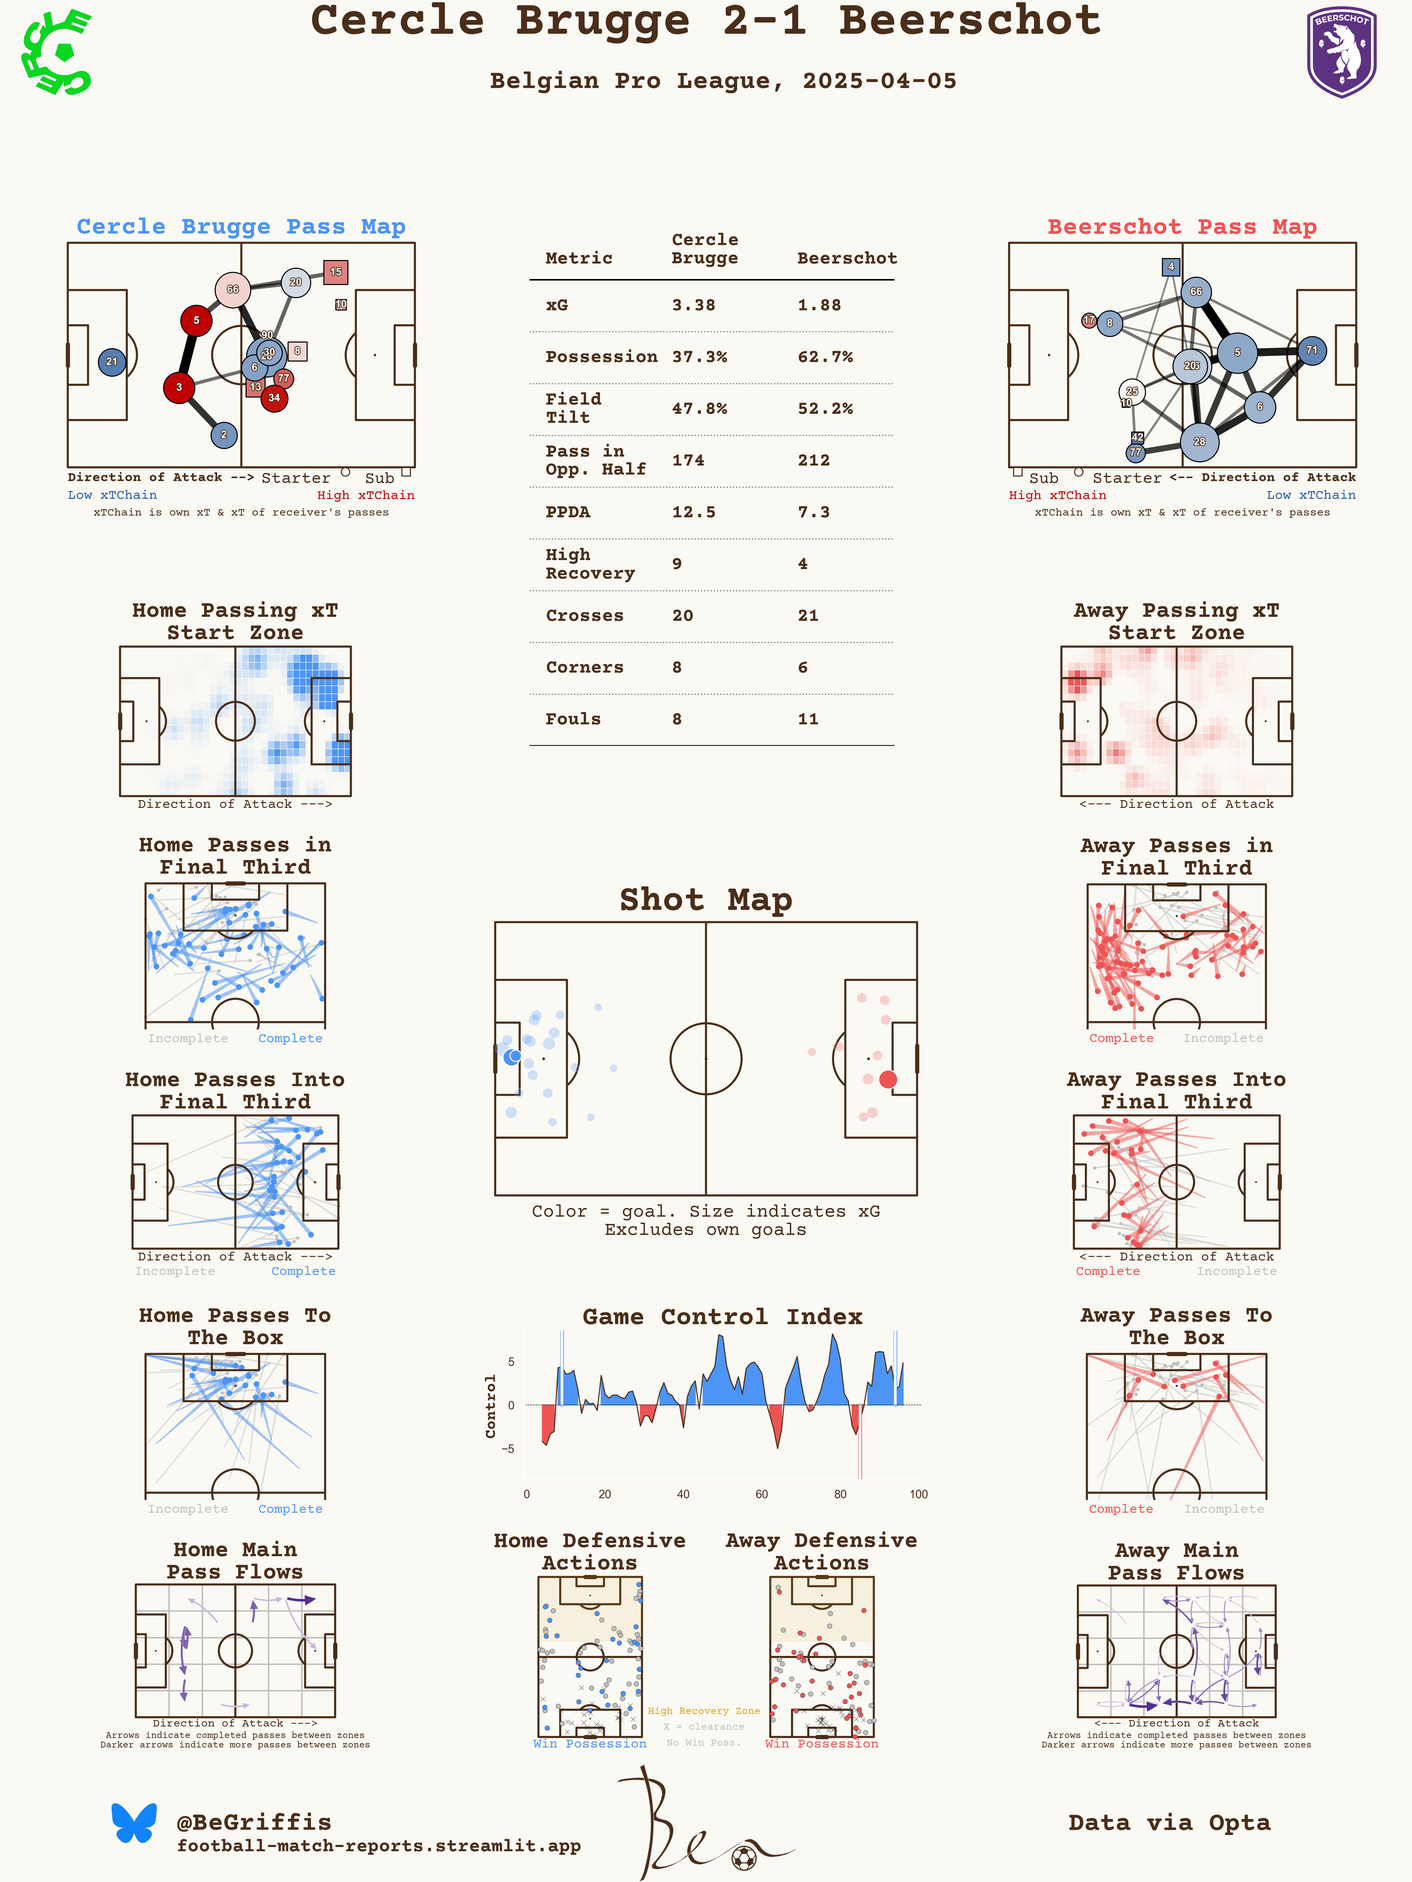 Cercle Brugge 2-1 Beerschot
Belgian Pro League, 2025-04-05
CERCLE
BEERSCHOT
Cercle Brugge Pass Map
15
20
66
10
5
90
30
8
21
6
77
3
13
34
2
Direction of Attack --> Starter Sub
Low xTChain High xTChain
xTChain is own xT & xT of receiver's passes
Metric Cercle Brugge Beerschot
xG 3.38 1.88
Possession 37.3% 62.7%
Field Tilt 47.8% 52.2%
Pass in Opp. Half 174 212
PPDA 12.5 7.3
High Recovery 9 4
Crosses 20 21
Corners 8 6
Fouls 8 11
Beerschot Pass Map
4
66
17
8
5
71
20
3
25
10
6
42
28
77
Sub Starter <-- Direction of Attack
High xTChain Low xTChain
xTChain is own xT & xT of receiver's passes
Home Passing xT
Start Zone
Direction of Attack --->
Away Passing xT
Start Zone
<--- Direction of Attack
Home Passes in
Final Third
Incomplete Complete
Away Passes in
Final Third
Complete Incomplete
Shot Map
Color = goal. Size indicates xG
Excludes own goals
Home Passes Into
Final Third
Direction of Attack --->
Incomplete Complete
Away Passes Into
Final Third
<--- Direction of Attack
Complete Incomplete
Home Passes To
The Box
Incomplete Complete
Game Control Index
Control
5
0
−5
0 20 40 60 80 100
Away Passes To
The Box
Complete Incomplete
Home Main
Pass Flows
Direction of Attack --->
Arrows indicate completed passes between zones
Darker arrows indicate more passes between zones
Home Defensive
Actions
Win Possession
High Recovery Zone
X = clearance
No Win Poss.
Away Defensive
Actions
Win Possession
Away Main
Pass Flows
<--- Direction of Attack
Arrows indicate completed passes between zones
Darker arrows indicate more passes between zones
@BeGriffis
football-match-reports.streamlit.app
Ben
Data via Opta